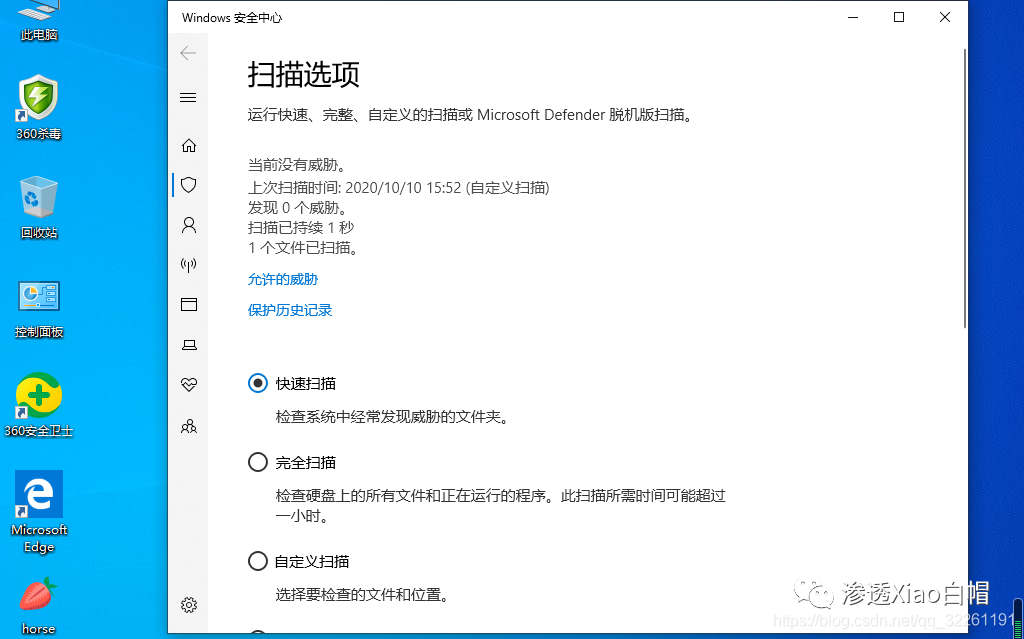 此电脑
360杀毒
回收站
控制面板
360安全卫士
Microsoft
Edge
horse
Windows 安全中心
扫描选项
运行快速、完整、自定义的扫描或 Microsoft Defender 脱机版扫描。
当前没有威胁。
上次扫描时间: 2020/10/10 15:52 (自定义扫描)
发现 0 个威胁。
扫描已持续 1 秒
1 个文件已扫描。
允许的威胁
保护历史记录
快速扫描
检查系统中经常发现威胁的文件夹。
完全扫描
检查硬盘上的所有文件和正在运行的程序。此扫描所需时间可能超过
一小时。
自定义扫描
选择要检查的文件和位置。
渗透Xiao白帽
https://blog.csdn.net/qq_32261191